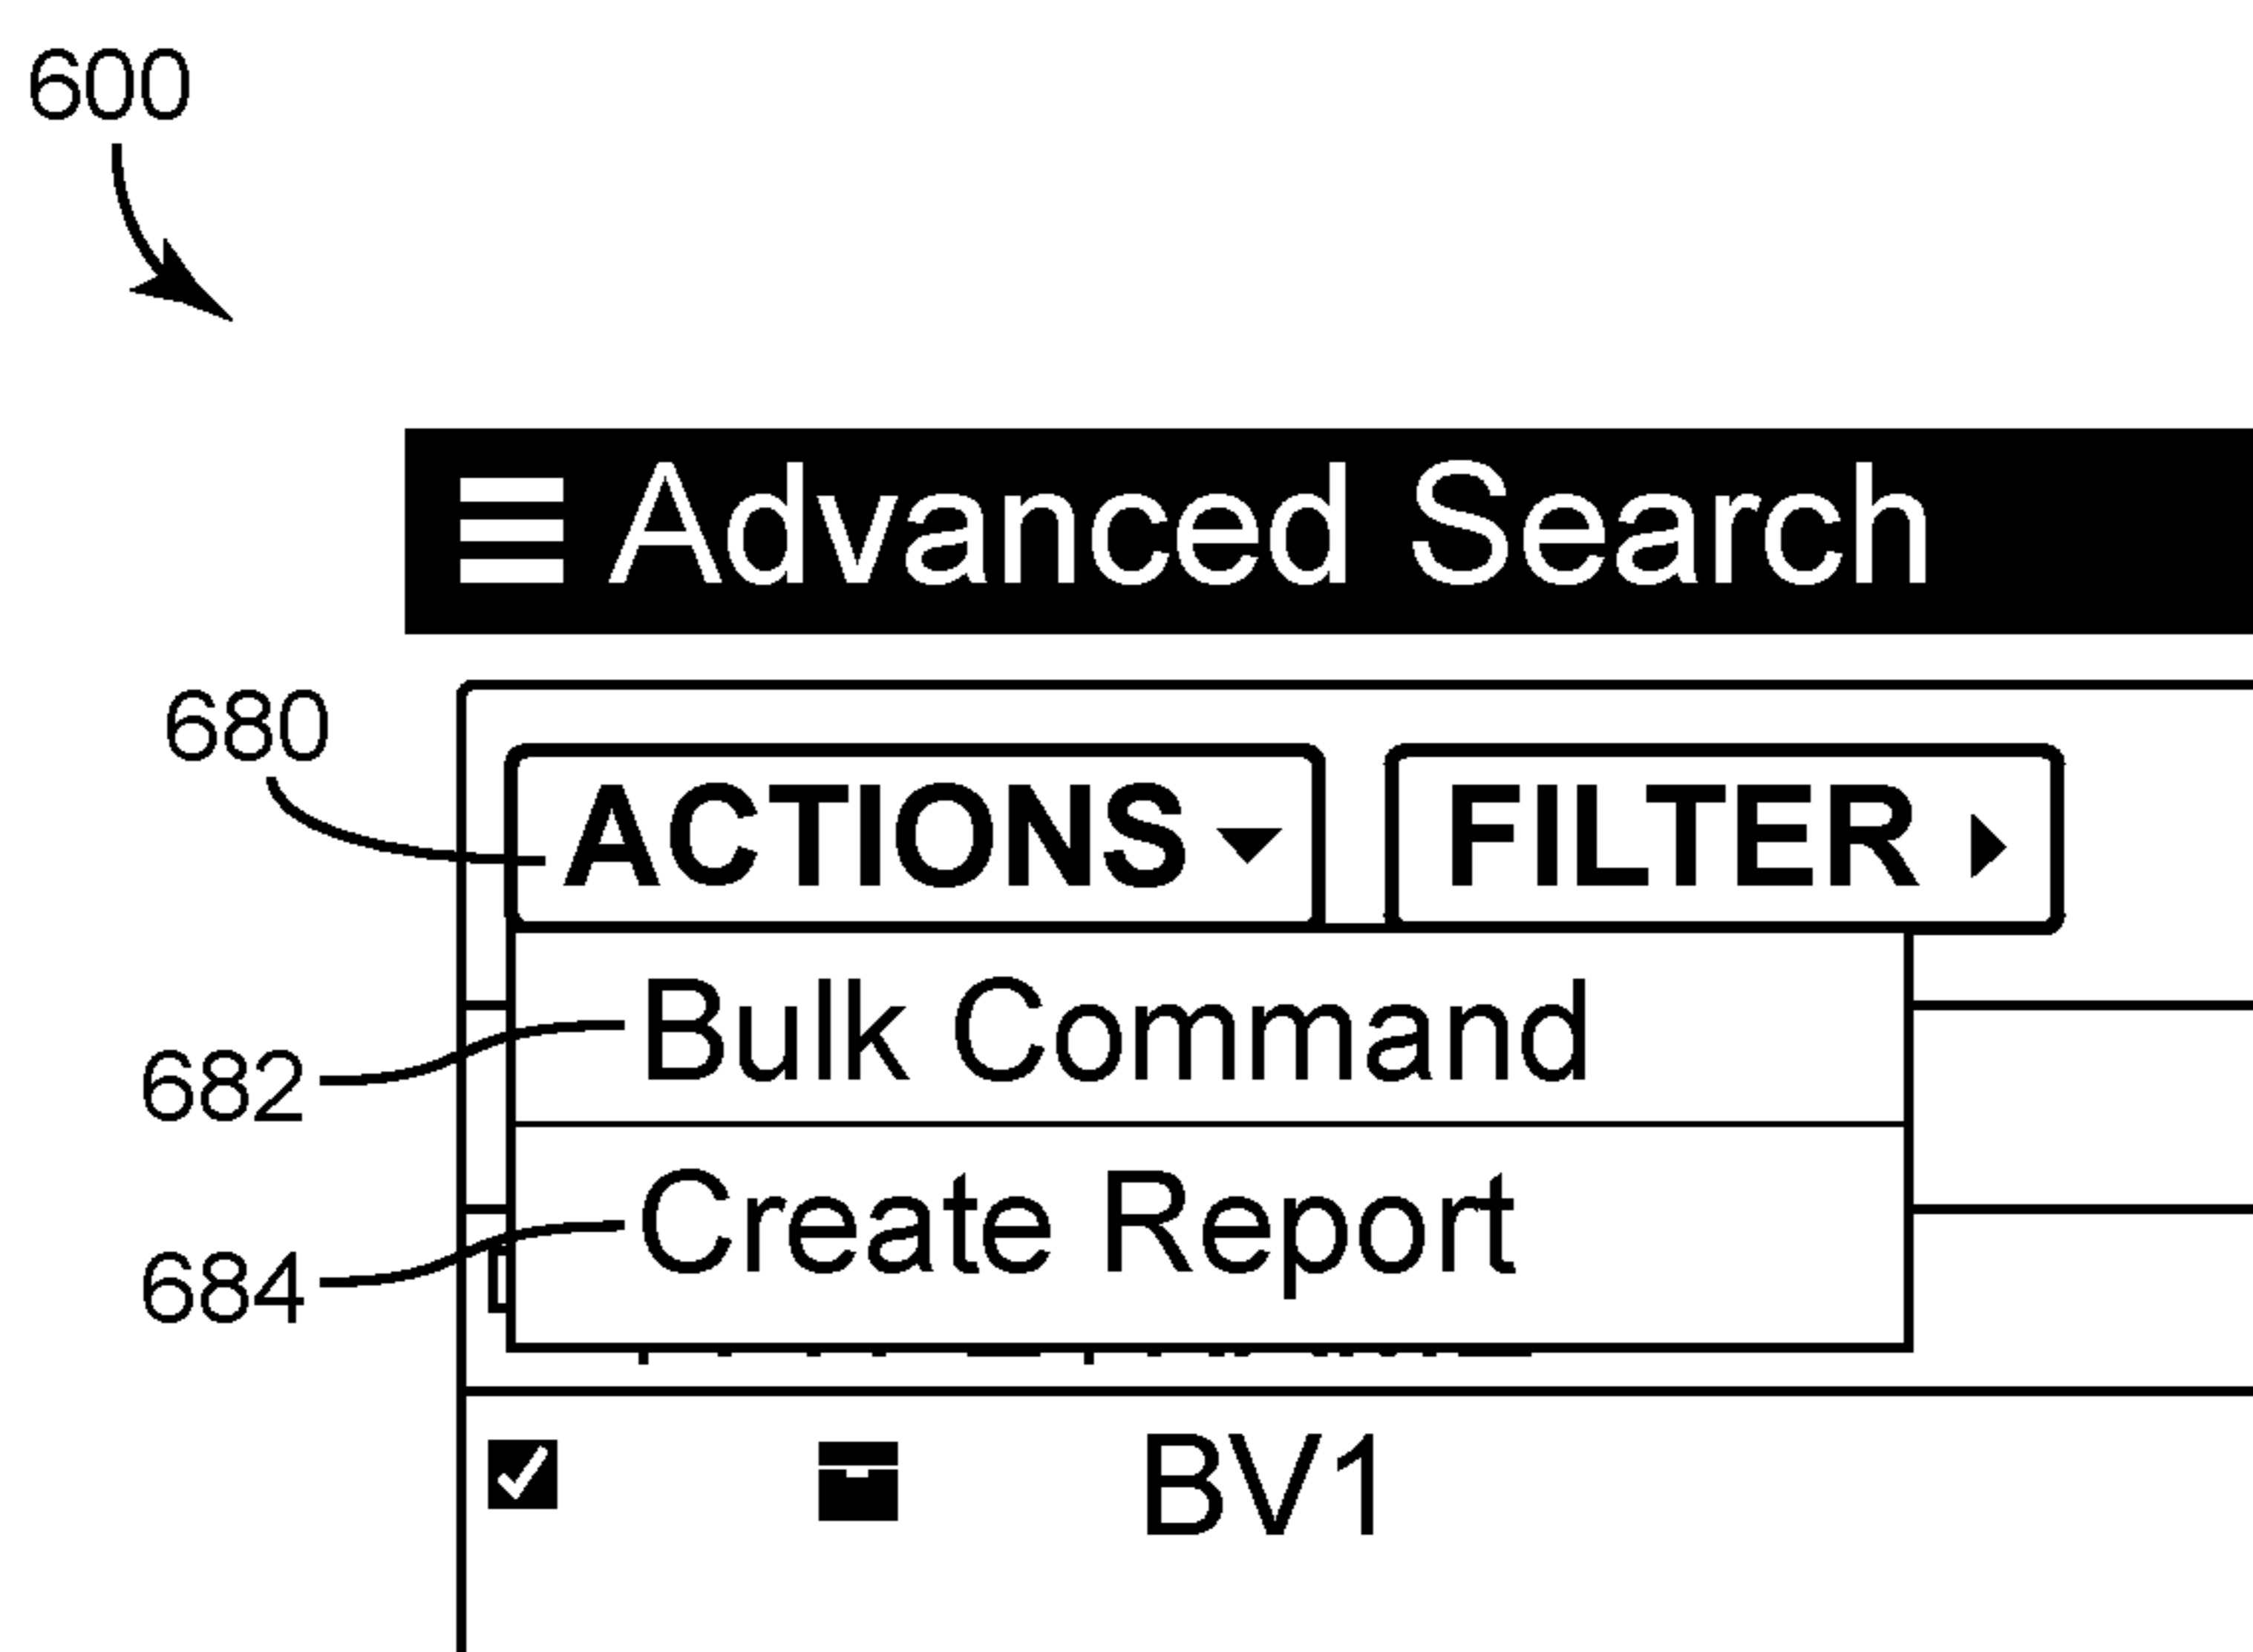 600
Advanced Search
680
ACTIONS FILTER
682 Bulk Command
684 Create Report
BV1